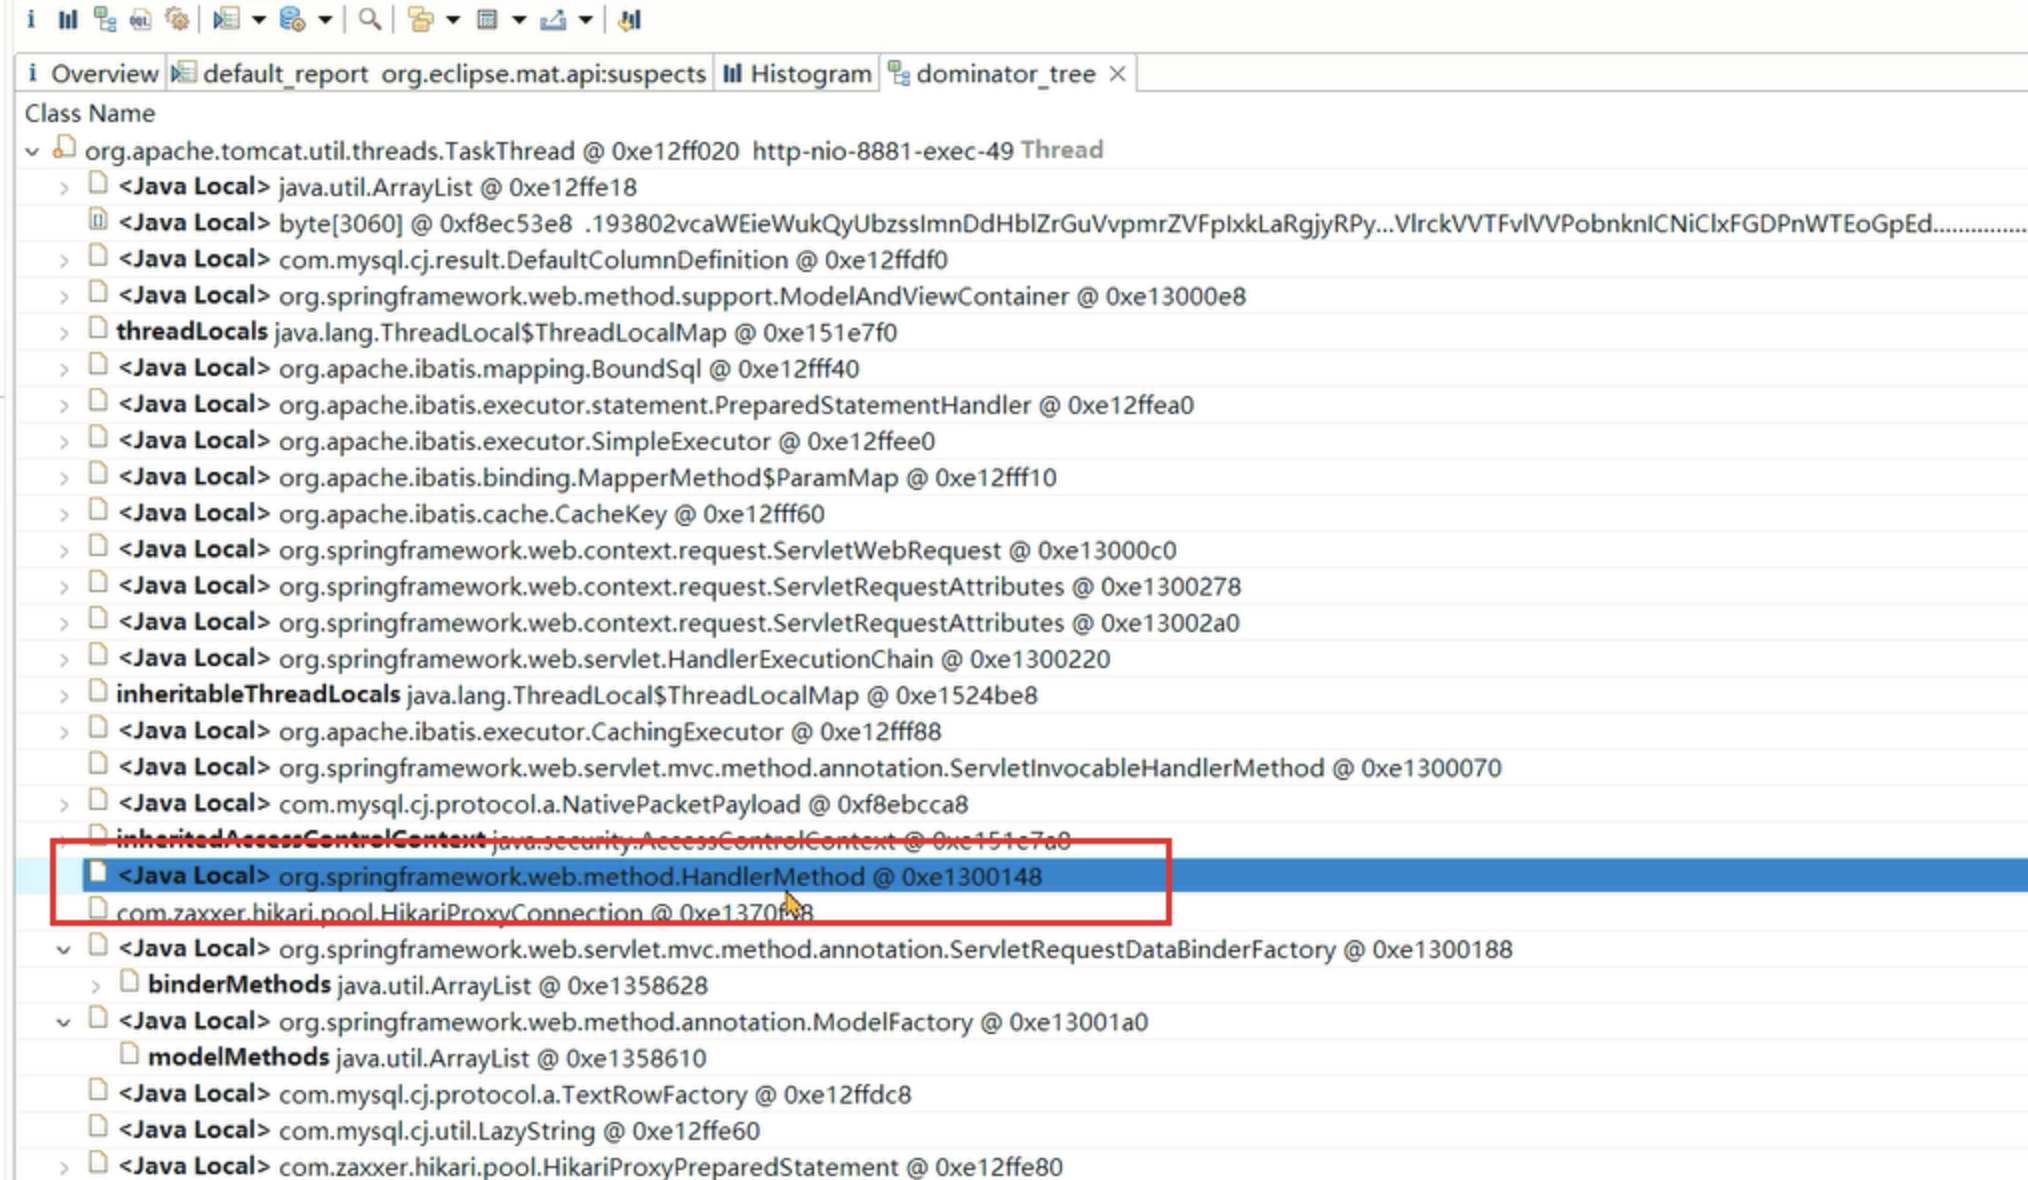 Overview default_report org.eclipse.mat.api:suspects Histogram dominator_tree
Class Name
org.apache.tomcat.util.threads.TaskThread @ 0xe12ff020 http-nio-8881-exec-49 Thread
<Java Local> java.util.ArrayList @ 0xe12ffe18
<Java Local> byte[3060] @ 0xf8ec53e8 .193802vcaWEieWukQyUbzssImnDdHblZrGuVvpmrZVFpIxkLaRgjyRPy...VlrckVVTFvlVVPobnknICNiClxFGDPnWTEoGpEd................
<Java Local> com.mysql.cj.result.DefaultColumnDefinition @ 0xe12ffdf0
<Java Local> org.springframework.web.method.support.ModelAndViewContainer @ 0xe13000e8
threadLocals java.lang.ThreadLocal$ThreadLocalMap @ 0xe151e7f0
<Java Local> org.apache.ibatis.mapping.BoundSql @ 0xe12fff40
<Java Local> org.apache.ibatis.executor.statement.PreparedStatementHandler @ 0xe12ffea0
<Java Local> org.apache.ibatis.executor.SimpleExecutor @ 0xe12ffee0
<Java Local> org.apache.ibatis.binding.MapperMethod$ParamMap @ 0xe12fff10
<Java Local> org.apache.ibatis.cache.CacheKey @ 0xe12fff60
<Java Local> org.springframework.web.context.request.ServletWebRequest @ 0xe13000c0
<Java Local> org.springframework.web.context.request.ServletRequestAttributes @ 0xe1300278
<Java Local> org.springframework.web.context.request.ServletRequestAttributes @ 0xe13002a0
<Java Local> org.springframework.web.servlet.HandlerExecutionChain @ 0xe1300220
inheritableThreadLocals java.lang.ThreadLocal$ThreadLocalMap @ 0xe1524be8
<Java Local> org.apache.ibatis.executor.CachingExecutor @ 0xe12fff88
<Java Local> org.springframework.web.servlet.mvc.method.annotation.ServletInvocableHandlerMethod @ 0xe1300070
<Java Local> com.mysql.cj.protocol.a.NativePacketPayload @ 0xf8ebcca8
inheritedAccessControlContext java.security.AccessControlContext @ 0xe151e7a8
<Java Local> org.springframework.web.method.HandlerMethod @ 0xe1300148
com.zaxxer.hikari.pool.HikariProxyConnection @
<Java Local> org.springframework.web.servlet.mvc.method.annotation.ServletRequestDataBinderFactory @ 0xe1300188
binderMethods java.util.ArrayList @ 0xe1358628
<Java Local> org.springframework.web.method.annotation.ModelFactory @ 0xe13001a0
modelMethods java.util.ArrayList @ 0xe1358610
<Java Local> com.mysql.cj.protocol.a.TextRowFactory @ 0xe12ffdc8
<Java Local> com.mysql.cj.util.LazyString @ 0xe12ffe60
<Java Local> com.zaxxer.hikari.pool.HikariProxyPreparedStatement @ 0xe12ffe80